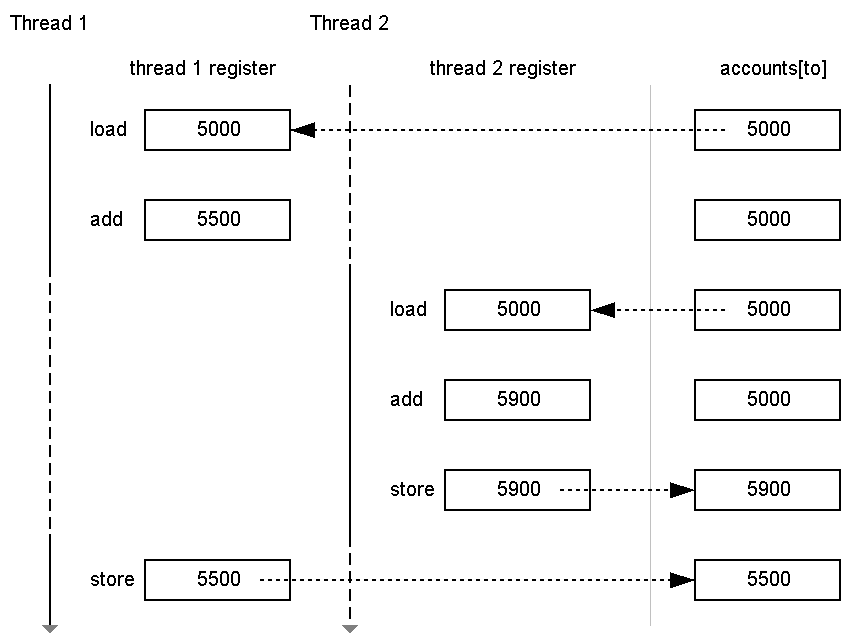 Thread 1 Thread 2
thread 1 register thread 2 register accounts[to]
load 5000 5000
add 5500 5000
load 5000 5000
add 5900 5000
store 5900 5900
store 5500 5500